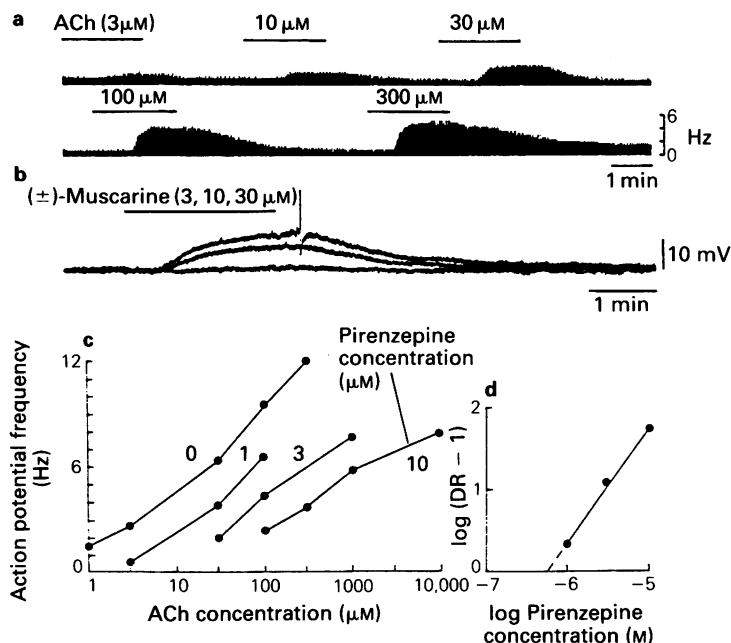 a
ACh (3μM)
10 μM
30 μM
100 μM
300 μM
6
0
Hz
1 min
b
(±)-Muscarine (3, 10, 30 μM)
10 mV
1 min
c
Action potential frequency
(Hz)
12
6
0
0
1
3
10
Pirenzepine
concentration
(μM)
1
10
100
1000
10,000
ACh concentration (μM)
d
log (DR − 1)
2
1
0
−7
−6
−5
log Pirenzepine
concentration (M)